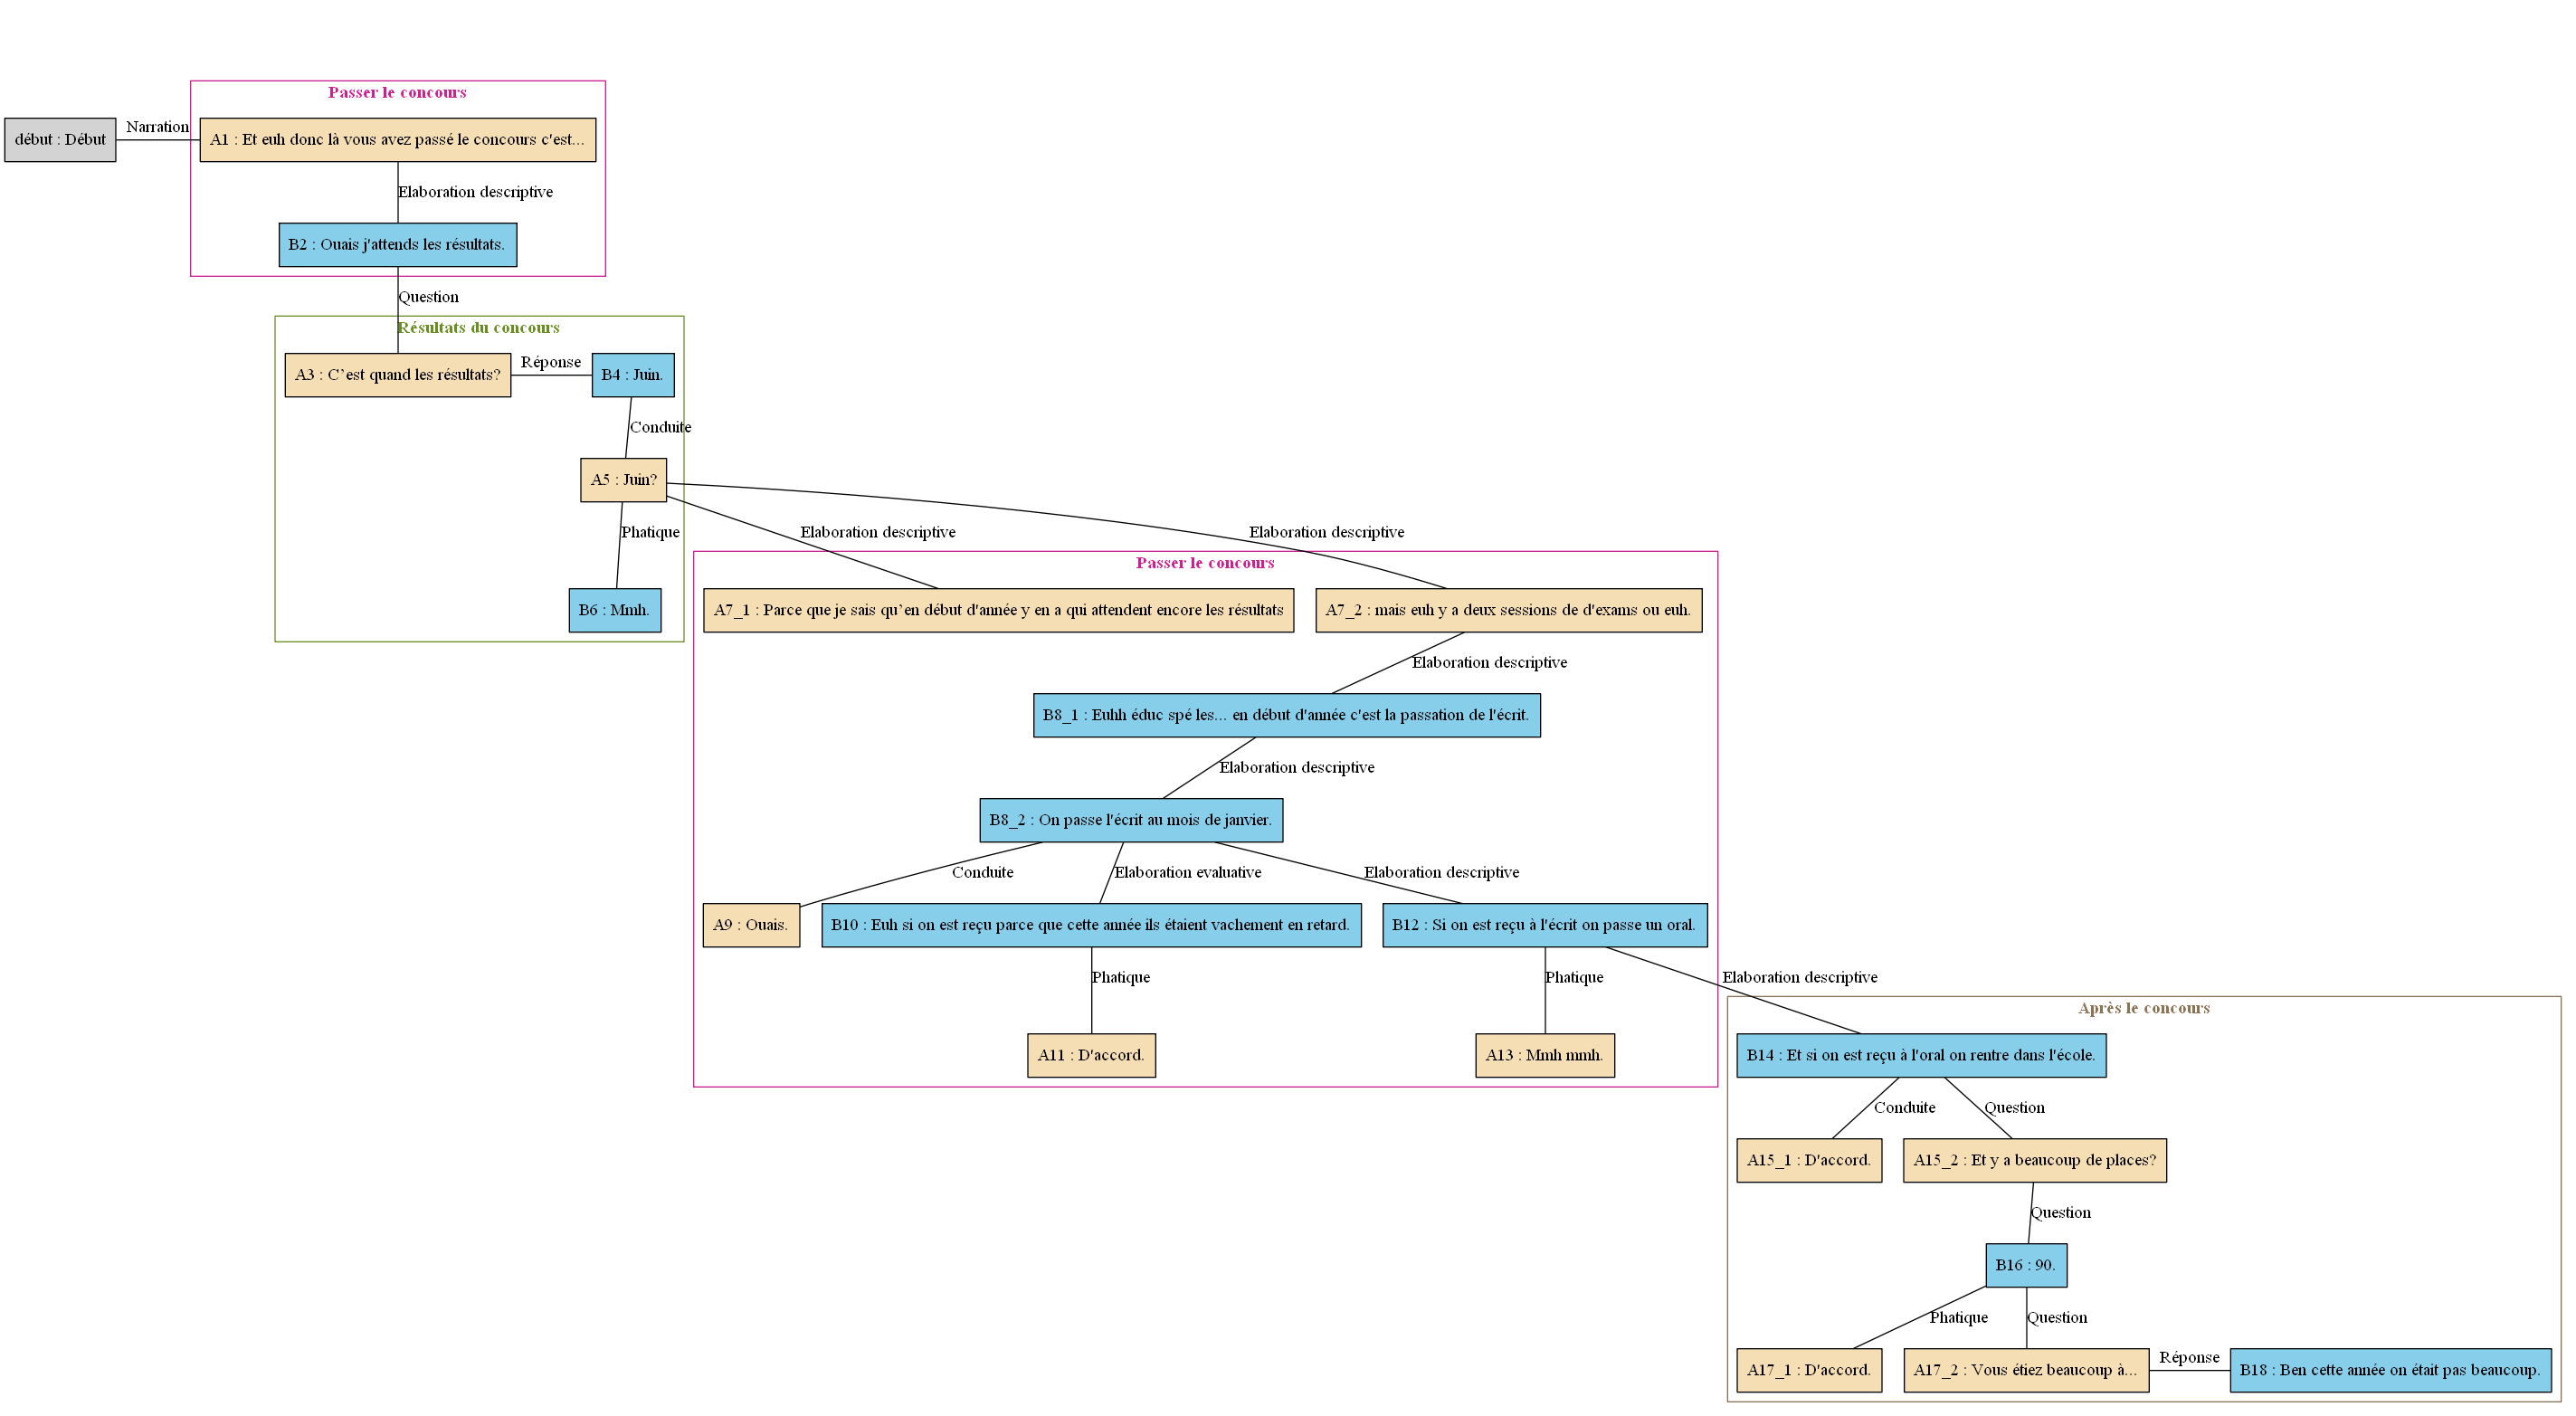 Passer le concours
début : Début
Narration
A1 : Et euh donc là vous avez passé le concours c'est...
Elaboration descriptive
B2 : Ouais j'attends les résultats.
Question
Résultats du concours
A3 : C’est quand les résultats?
Réponse
B4 : Juin.
Conduite
A5 : Juin?
Phatique
Elaboration descriptive
Elaboration descriptive
B6 : Mmh.
Passer le concours
A7_1 : Parce que je sais qu’en début d'année y en a qui attendent encore les résultats
A7_2 : mais euh y a deux sessions de d'exams ou euh.
Elaboration descriptive
B8_1 : Euhh éduc spé les... en début d'année c'est la passation de l'écrit.
Elaboration descriptive
B8_2 : On passe l'écrit au mois de janvier.
Conduite
Elaboration evaluative
Elaboration descriptive
A9 : Ouais.
B10 : Euh si on est reçu parce que cette année ils étaient vachement en retard.
B12 : Si on est reçu à l'écrit on passe un oral.
Phatique
Phatique
Elaboration descriptive
A11 : D'accord.
A13 : Mmh mmh.
Après le concours
B14 : Et si on est reçu à l'oral on rentre dans l'école.
Conduite
Question
A15_1 : D'accord.
A15_2 : Et y a beaucoup de places?
Question
B16 : 90.
Phatique
Question
A17_1 : D'accord.
A17_2 : Vous étiez beaucoup à...
Réponse
B18 : Ben cette année on était pas beaucoup.